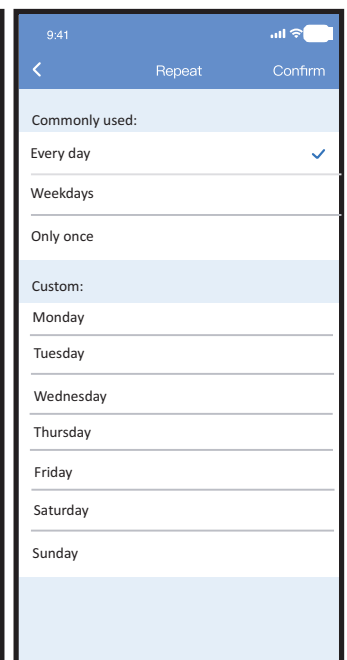 9:41
Repeat Confirm
Commonly used:
Every day
Weekdays
Only once
Custom:
Monday
Tuesday
Wednesday
Thursday
Friday
Saturday
Sunday